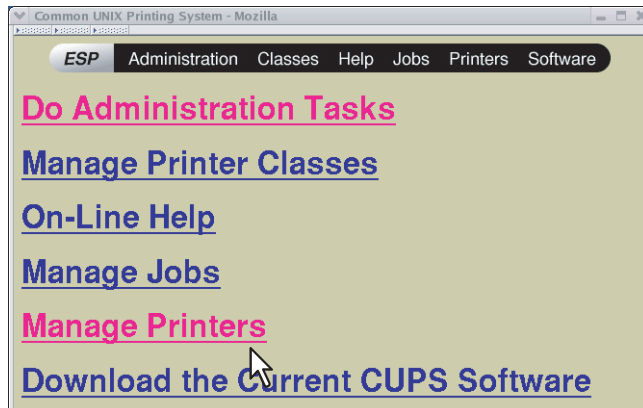 Common UNIX Printing System - Mozilla
ESP Administration Classes Help Jobs Printers Software
Do Administration Tasks
Manage Printer Classes
On-Line Help
Manage Jobs
Manage Printers
Download the Current CUPS Software